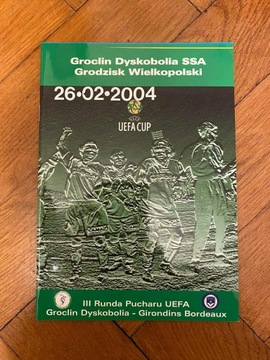 Groclin Dyskobolia SSA
Grodzisk Wielkopolski
26•02•2004
UEFA CUP
III Runda Pucharu UEFA
Groclin Dyskobolia - Girondins Bordeaux